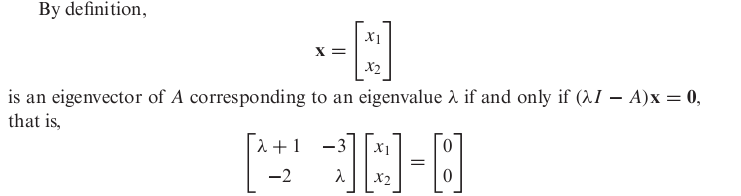 By definition,
x = [x₁
x₂]
is an eigenvector of A corresponding to an eigenvalue λ if and only if (λI − A)x = 0,
that is,
[λ + 1 −3
−2 λ] [x₁
x₂] = [0
0]